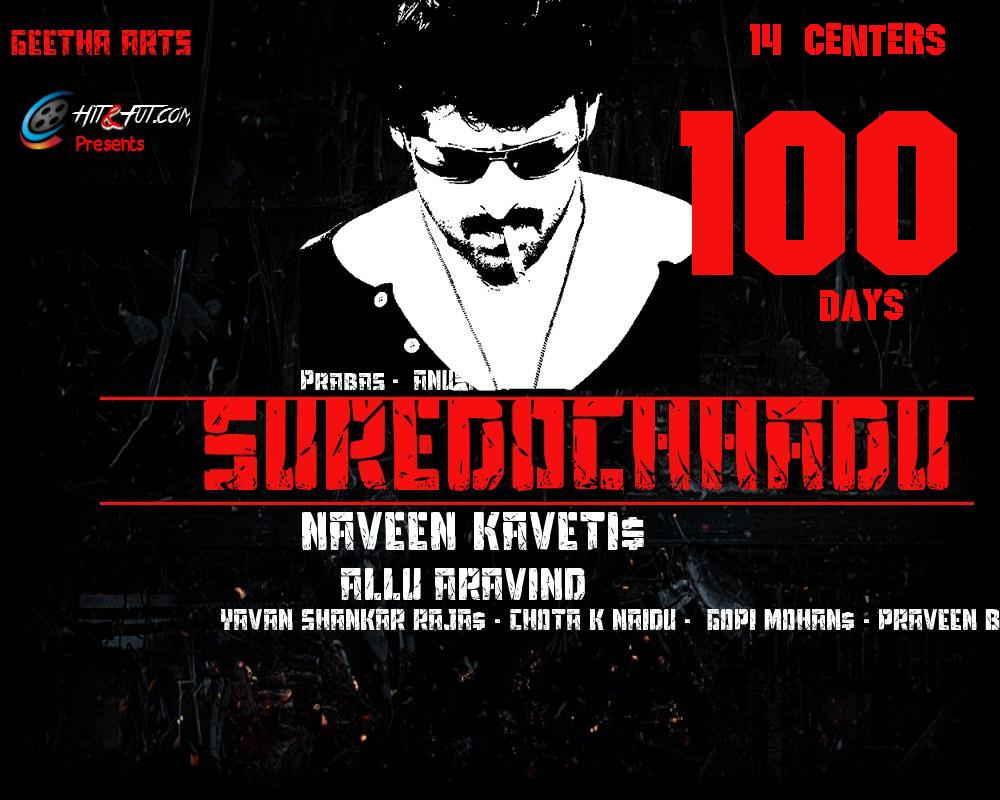 GEETHA ARTS
14 CENTERS
HIT&FUT.COM
Presents
100
DAYS
PRABAS - ANU
SUREDOCHAADU
NAVEEN KAVETI$
ALLU ARAVIND
YAVAN SHANKAR RAJA$ - CHOTA K NAIDU - GOPI MOHAN$ - PRAVEEN B